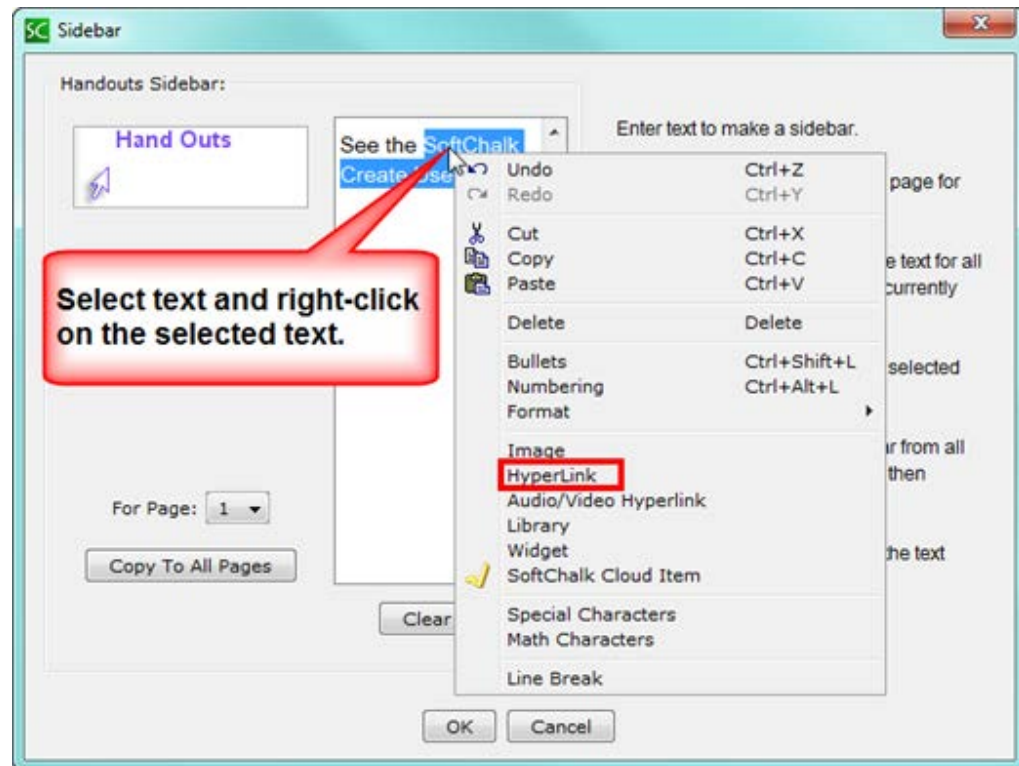 SC Sidebar
Handouts Sidebar:
Hand Outs
See the SoftChalk
Create Use
Enter text to make a sidebar.
page for
e text for all
currently
selected
ar from all
then
the text
Select text and right-click
on the selected text.
Undo Ctrl+Z
Redo Ctrl+Y
Cut Ctrl+X
Copy Ctrl+C
Paste Ctrl+V
Delete Delete
Bullets Ctrl+Shift+L
Numbering Ctrl+Alt+L
Format
Image
HyperLink
Audio/Video Hyperlink
Library
Widget
SoftChalk Cloud Item
Special Characters
Math Characters
Line Break
For Page: 1
Copy To All Pages
Clear
OK Cancel